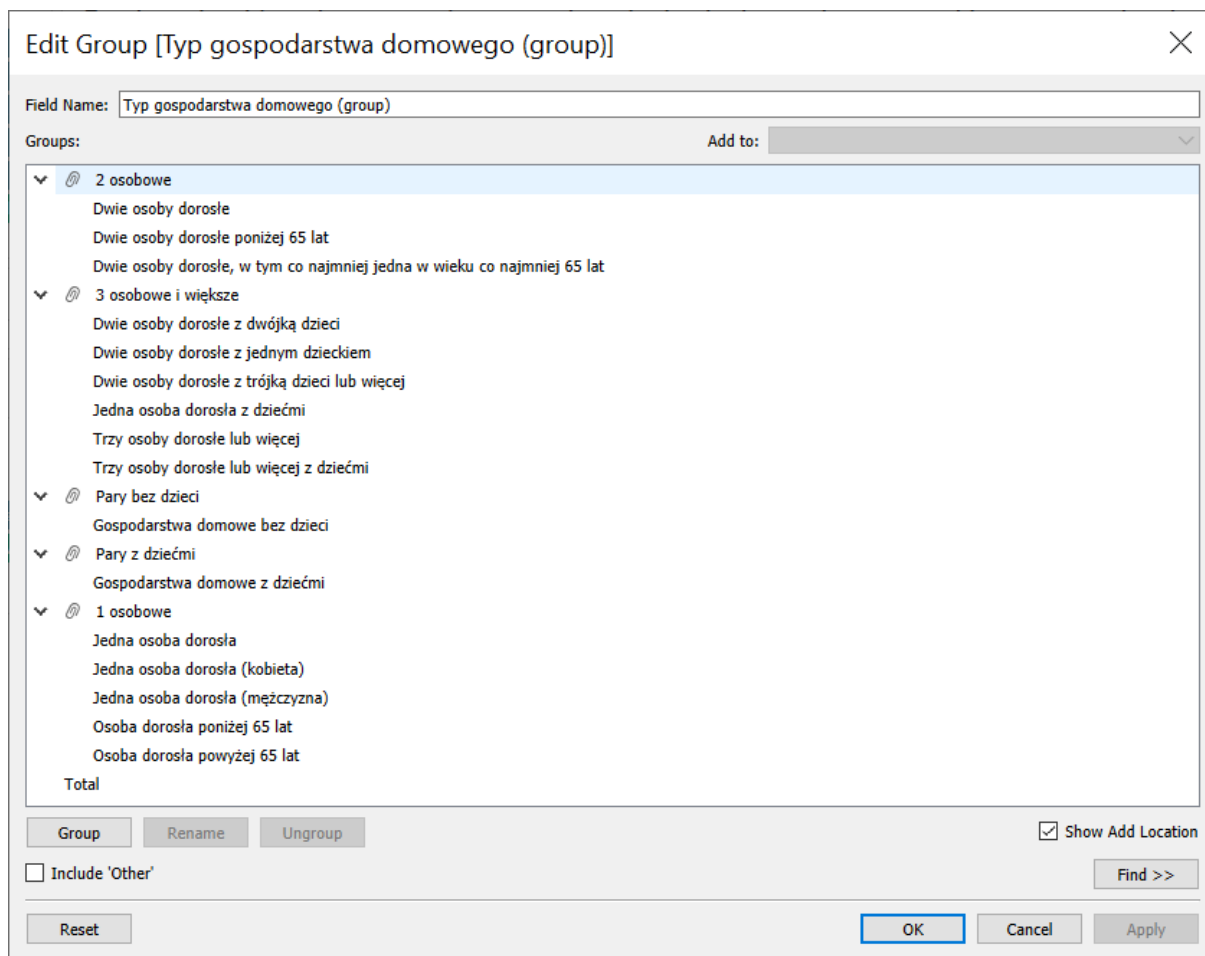 Edit Group [Typ gospodarstwa domowego (group)]
Field Name: Typ gospodarstwa domowego (group)
Groups: Add to:
2 osobowe
Dwie osoby dorosłe
Dwie osoby dorosłe poniżej 65 lat
Dwie osoby dorosłe, w tym co najmniej jedna w wieku co najmniej 65 lat
3 osobowe i większe
Dwie osoby dorosłe z dwójką dzieci
Dwie osoby dorosłe z jednym dzieckiem
Dwie osoby dorosłe z trójką dzieci lub więcej
Jedna osoba dorosła z dziećmi
Trzy osoby dorosłe lub więcej
Trzy osoby dorosłe lub więcej z dziećmi
Pary bez dzieci
Gospodarstwa domowe bez dzieci
Pary z dziećmi
Gospodarstwa domowe z dziećmi
1 osobowe
Jedna osoba dorosła
Jedna osoba dorosła (kobieta)
Jedna osoba dorosła (mężczyzna)
Osoba dorosła poniżej 65 lat
Osoba dorosła powyżej 65 lat
Total
Group Rename Ungroup Show Add Location
Include 'Other' Find >>
Reset OK Cancel Apply